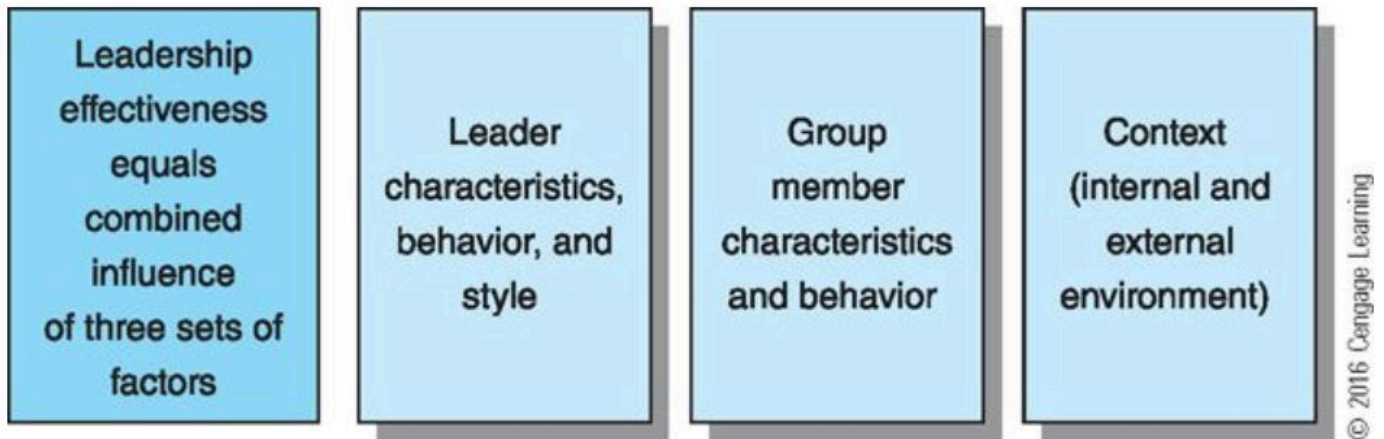 Leadership
effectiveness
equals
combined
influence
of three sets of
factors
Leader
characteristics,
behavior, and
style
Group
member
characteristics
and behavior
Context
(internal and
external
environment)
© 2016 Cengage Learning